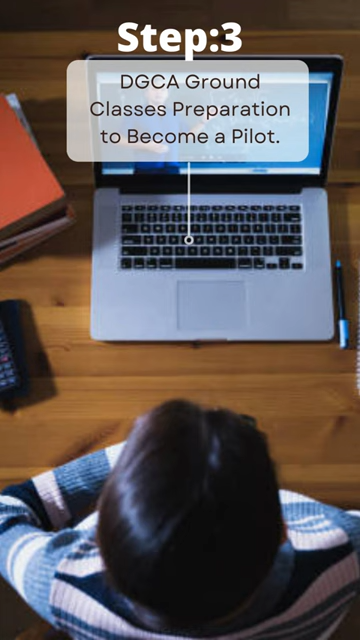 Step:3
DGCA Ground
Classes Preparation
to Become a Pilot.